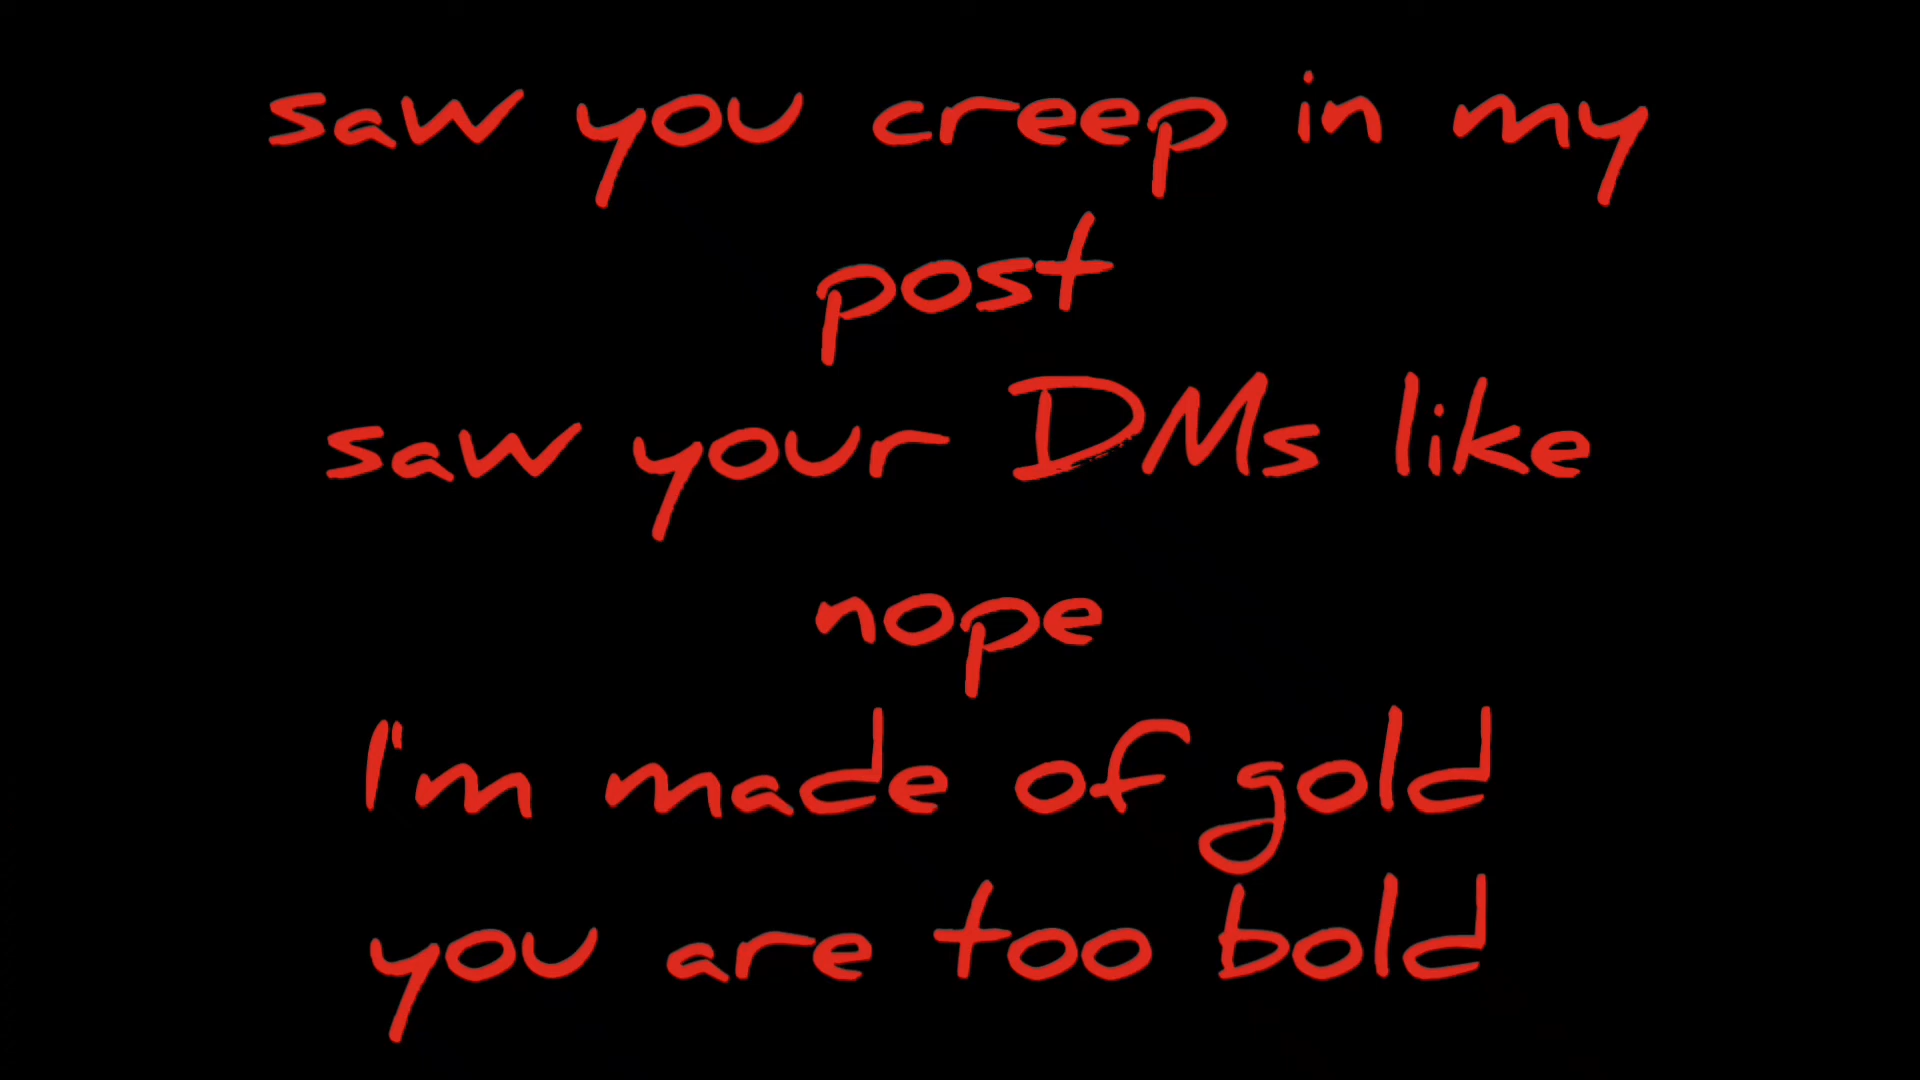 saw you creep in my
post
saw your DMs like
nope
I'm made of gold
you are too bold